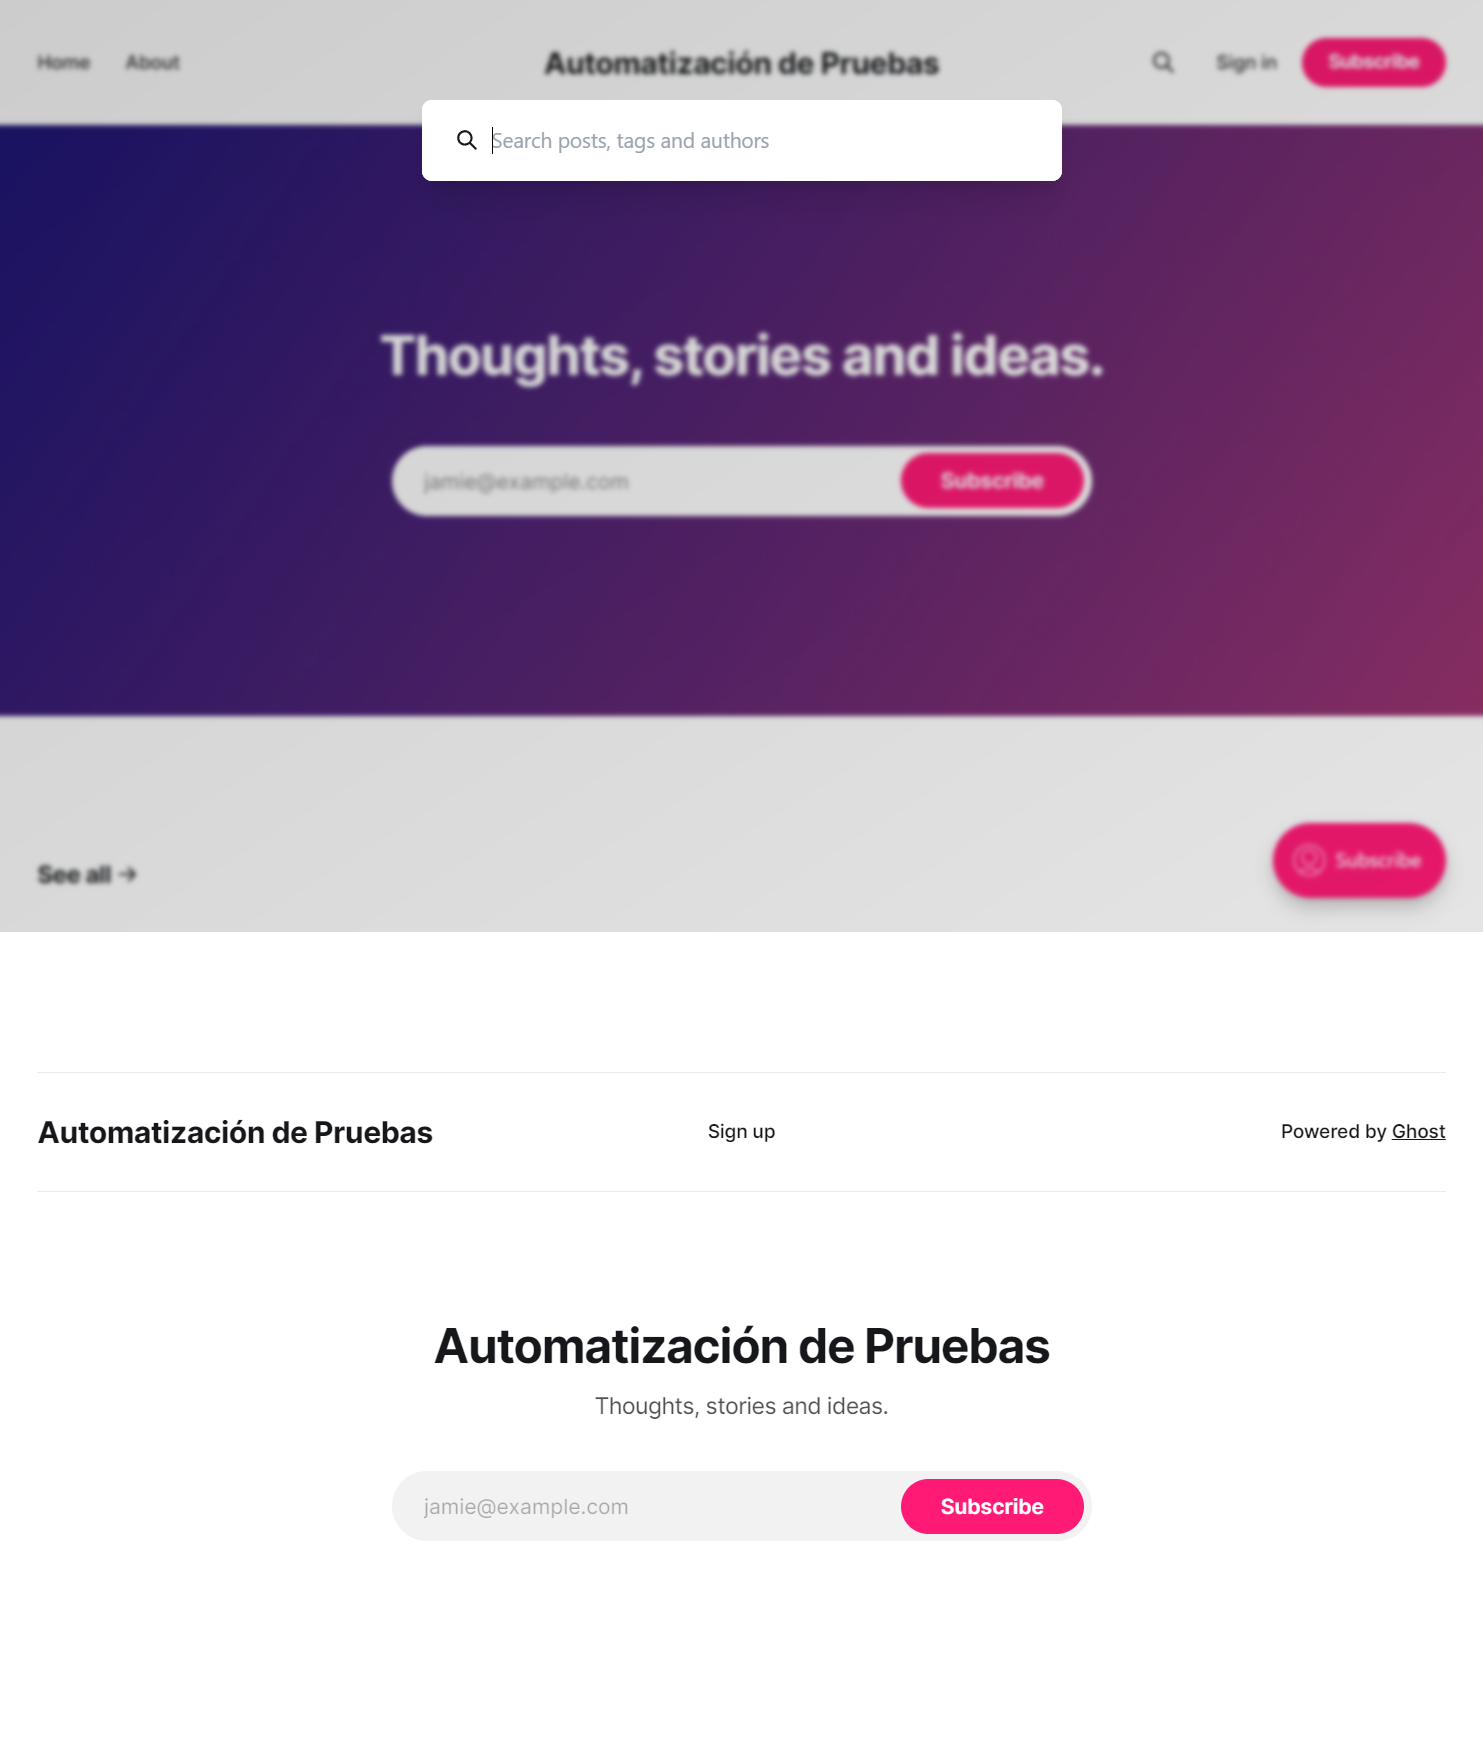 Home About Automatización de Pruebas Sign in Subscribe
Search posts, tags and authors
Thoughts, stories and ideas.
jamie@example.com Subscribe
See all →
Subscribe
Automatización de Pruebas Sign up Powered by Ghost
Automatización de Pruebas
Thoughts, stories and ideas.
jamie@example.com Subscribe